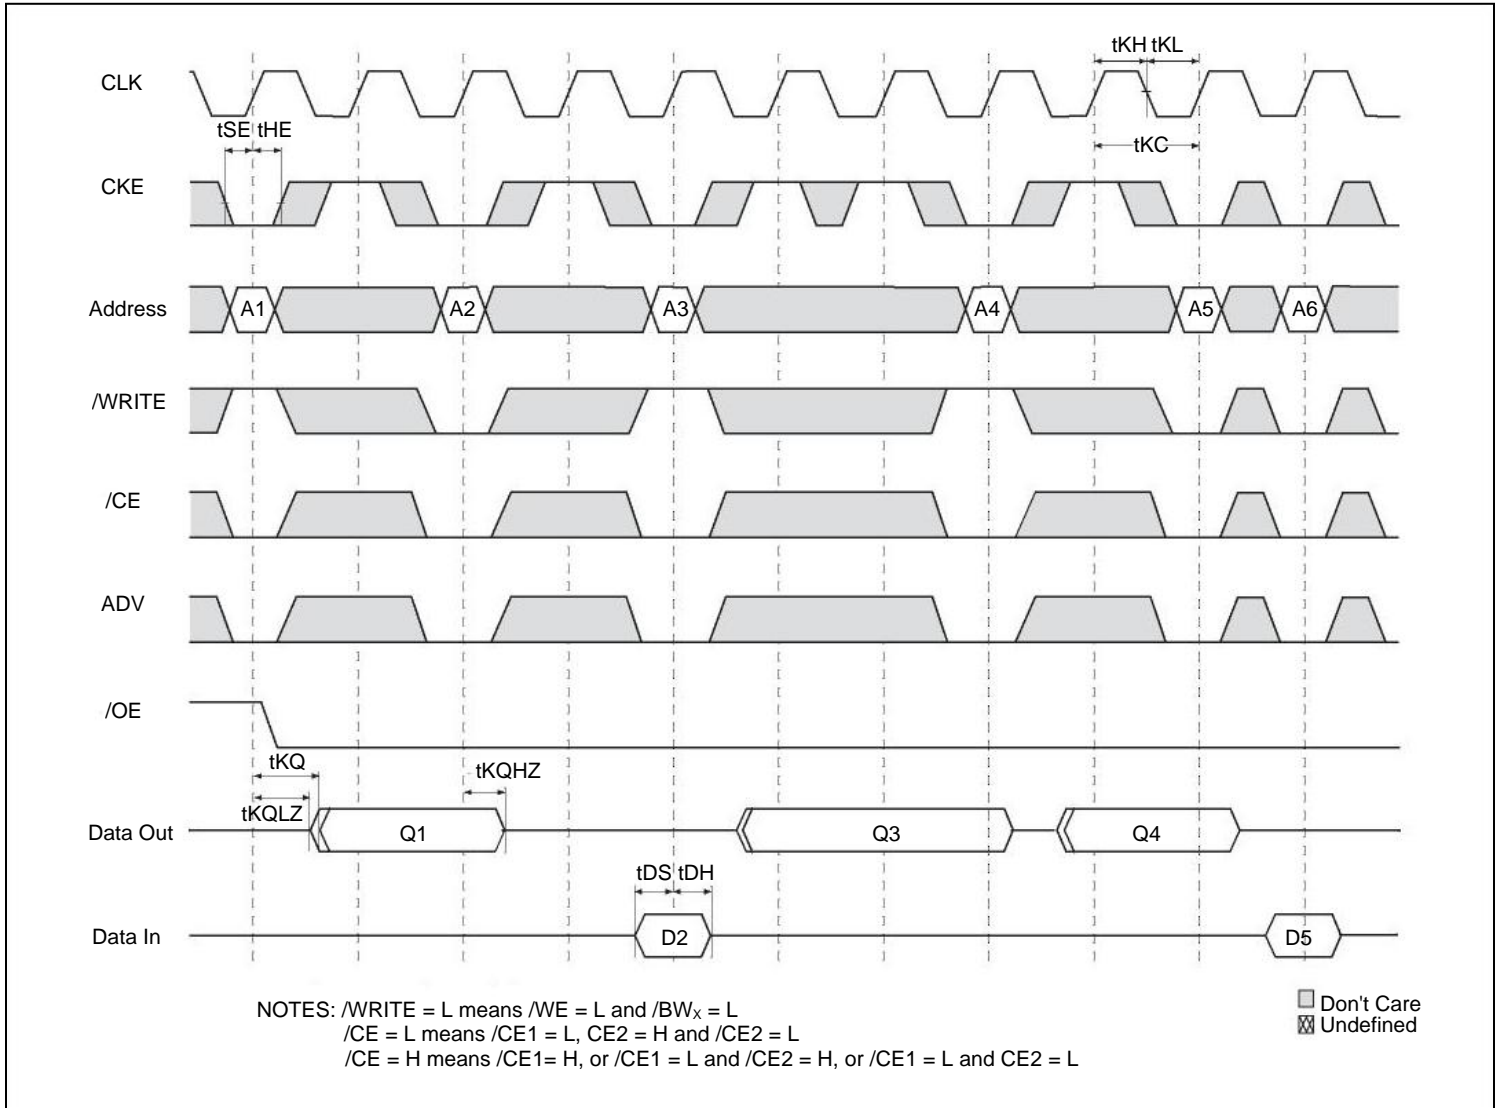 tKH tKL
CLK
tSE tHE
tKC
CKE
Address A1 A2 A3 A4 A5 A6
/WRITE
/CE
ADV
/OE
tKQ
tKQHZ
tKQLZ
Data Out Q1 Q3 Q4
tDS tDH
Data In D2 D5
NOTES: /WRITE = L means /WE = L and /BWX = L
/CE = L means /CE1 = L, CE2 = H and /CE2 = L
/CE = H means /CE1= H, or /CE1 = L and /CE2 = H, or /CE1 = L and CE2 = L
Don't Care
Undefined